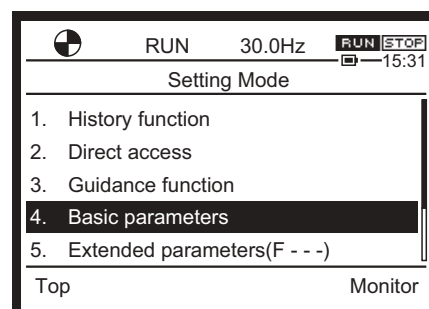 RUN 30.0Hz RUN STOP
15:31
Setting Mode
1. History function
2. Direct access
3. Guidance function
4. Basic parameters
5. Extended parameters(F - - -)
Top Monitor